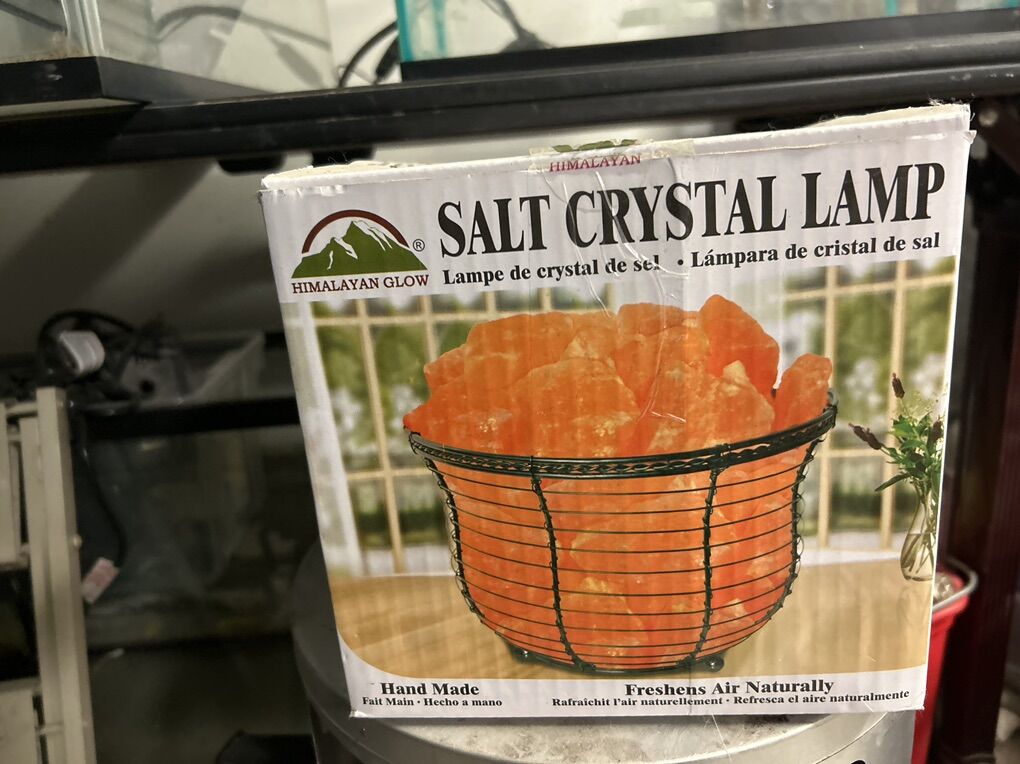 HIMALAYAN
SALT CRYSTAL LAMP
Lampe de crystal de sel • Lámpara de cristal de sal
®
HIMALAYAN GLOW
Hand Made
Fait Main • Hecho a mano
Freshens Air Naturally
Rafraîchit l'air naturellement • Refresca el aire naturalmente